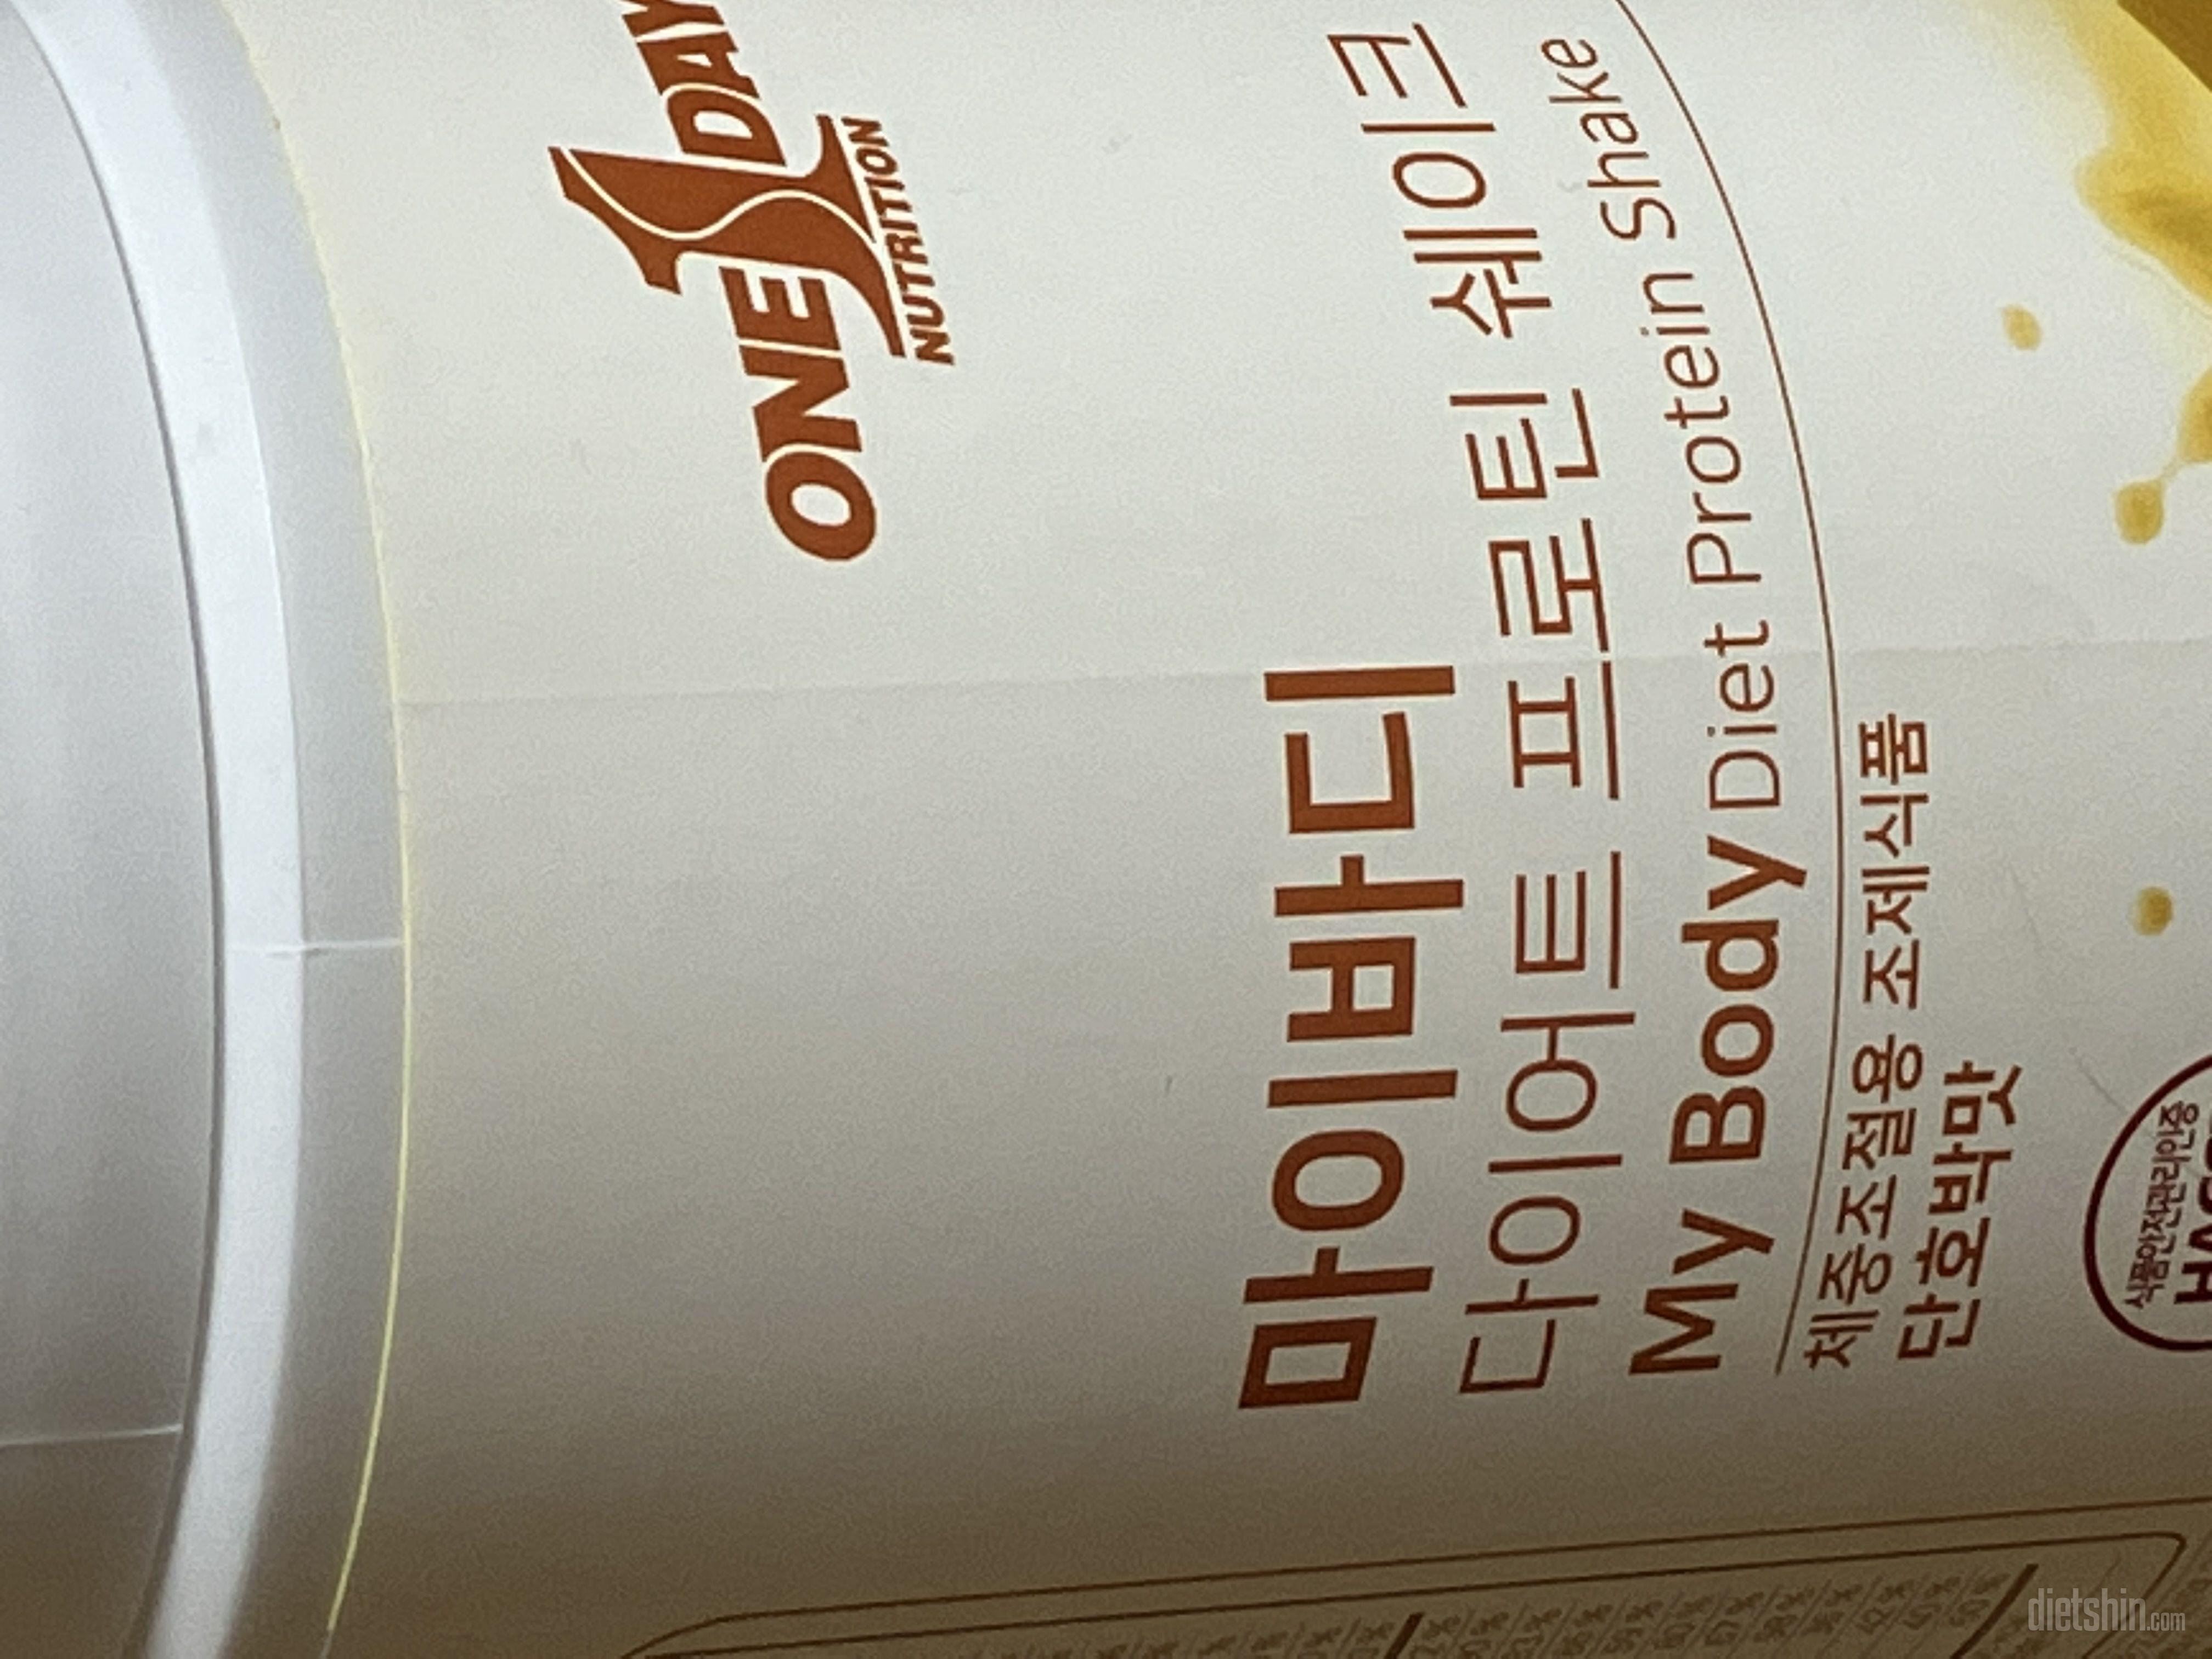 ONE DAY
NUTRITION
마이바디
다이어트 프로틴 쉐이크
My Body Diet Protein Shake
체중조절용 조제식품
단호박맛
식품안전관리인증
dietshin.com